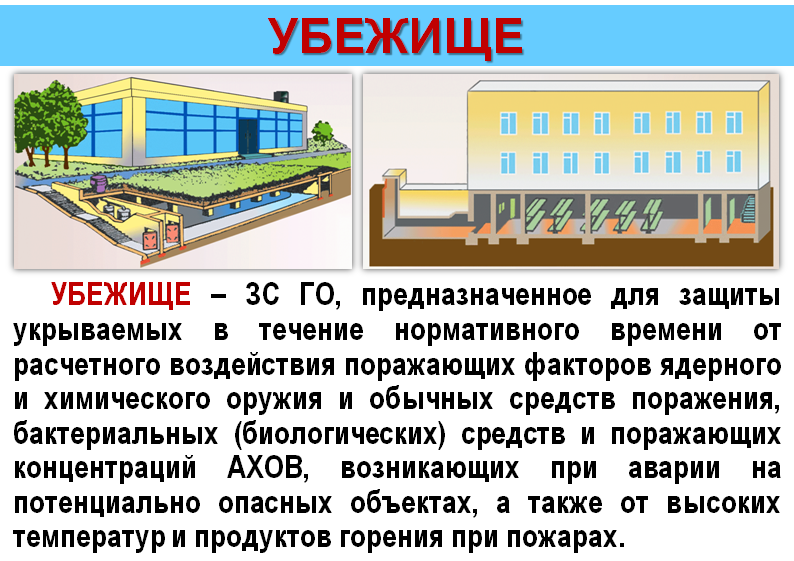 УБЕЖИЩЕ
УБЕЖИЩЕ – ЗС ГО, предназначенное для защиты
укрываемых в течение нормативного времени от
расчетного воздействия поражающих факторов ядерного
и химического оружия и обычных средств поражения,
бактериальных (биологических) средств и поражающих
концентраций АХОВ, возникающих при аварии на
потенциально опасных объектах, а также от высоких
температур и продуктов горения при пожарах.